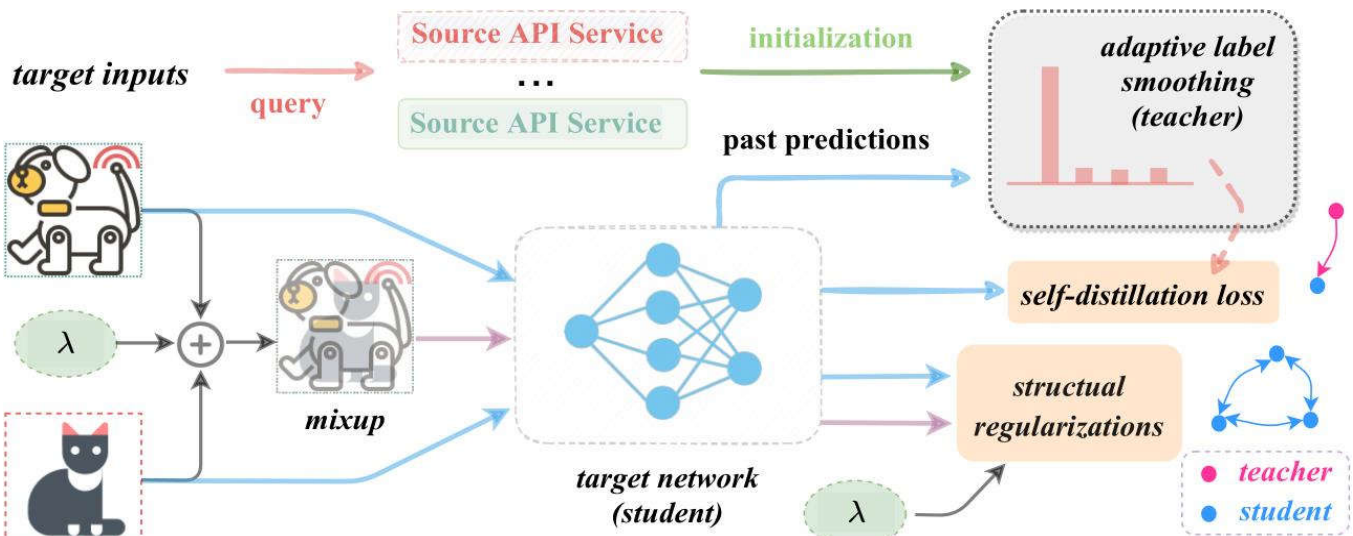 target inputs
query
Source API Service
...
Source API Service
initialization
adaptive label
smoothing
(teacher)
past predictions
self-distillation loss
λ
+
mixup
target network
(student)
structual
regularizations
λ
teacher
student